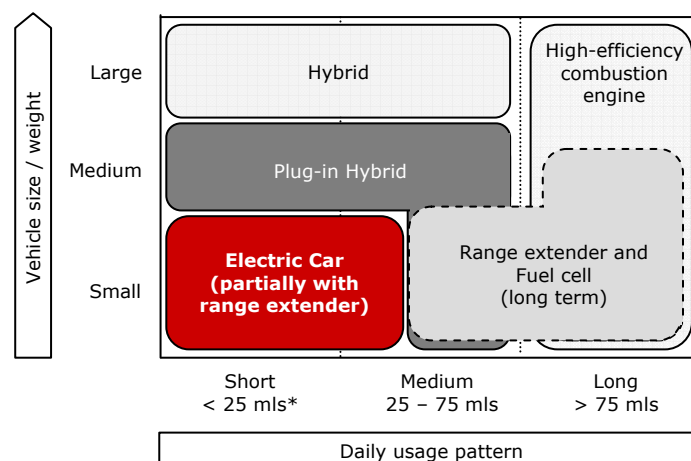 Vehicle size / weight
Large
Medium
Small
Hybrid
High-efficiency
combustion
engine
Plug-in Hybrid
Electric Car
(partially with
range extender)
Range extender and
Fuel cell
(long term)
Short
< 25 mls*
Medium
25 – 75 mls
Long
> 75 mls
Daily usage pattern